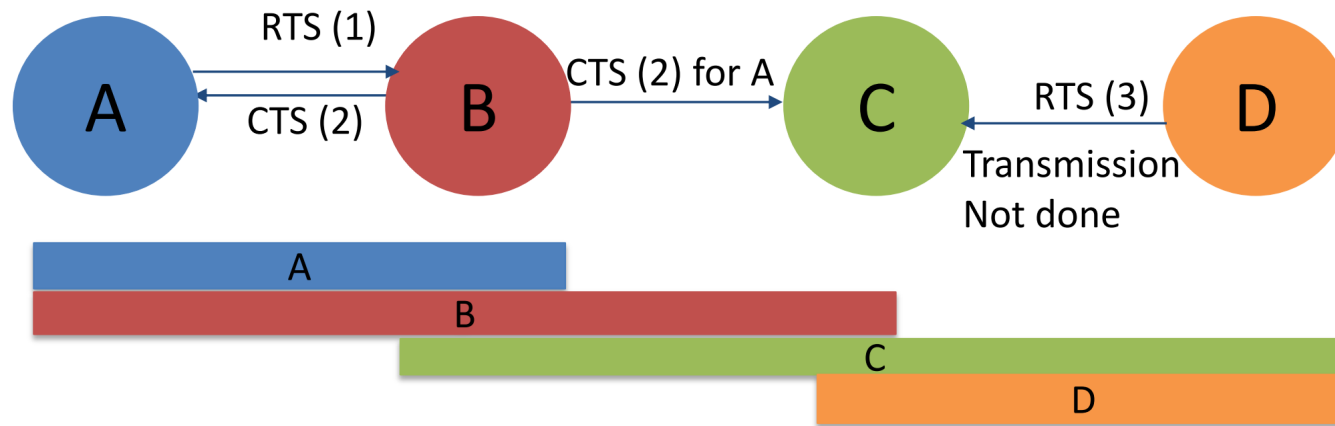 RTS (1)
A
B
CTS (2) for A
C
RTS (3)
D
CTS (2)
Transmission
Not done
A
B
C
D